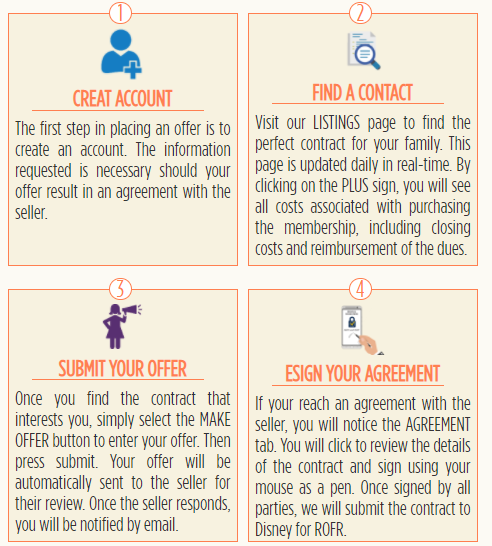 1
CREAT ACCOUNT
The first step in placing an offer is to
create an account. The information
requested is necessary should your
offer result in an agreement with the
seller.
2
FIND A CONTACT
Visit our LISTINGS page to find the
perfect contract for your family. This
page is updated daily in real-time. By
clicking on the PLUS sign, you will see
all costs associated with purchasing
the membership, including closing
costs and reimbursement of the dues.
3
SUBMIT YOUR OFFER
Once you find the contract that
interests you, simply select the MAKE
OFFER button to enter your offer. Then
press submit. Your offer will be
automatically sent to the seller for
their review. Once the seller responds,
you will be notified by email.
4
ESIGN YOUR AGREEMENT
If your reach an agreement with the
seller, you will notice the AGREEMENT
tab. You will click to review the details
of the contract and sign using your
mouse as a pen. Once signed by all
parties, we will submit the contract to
Disney for ROFR.